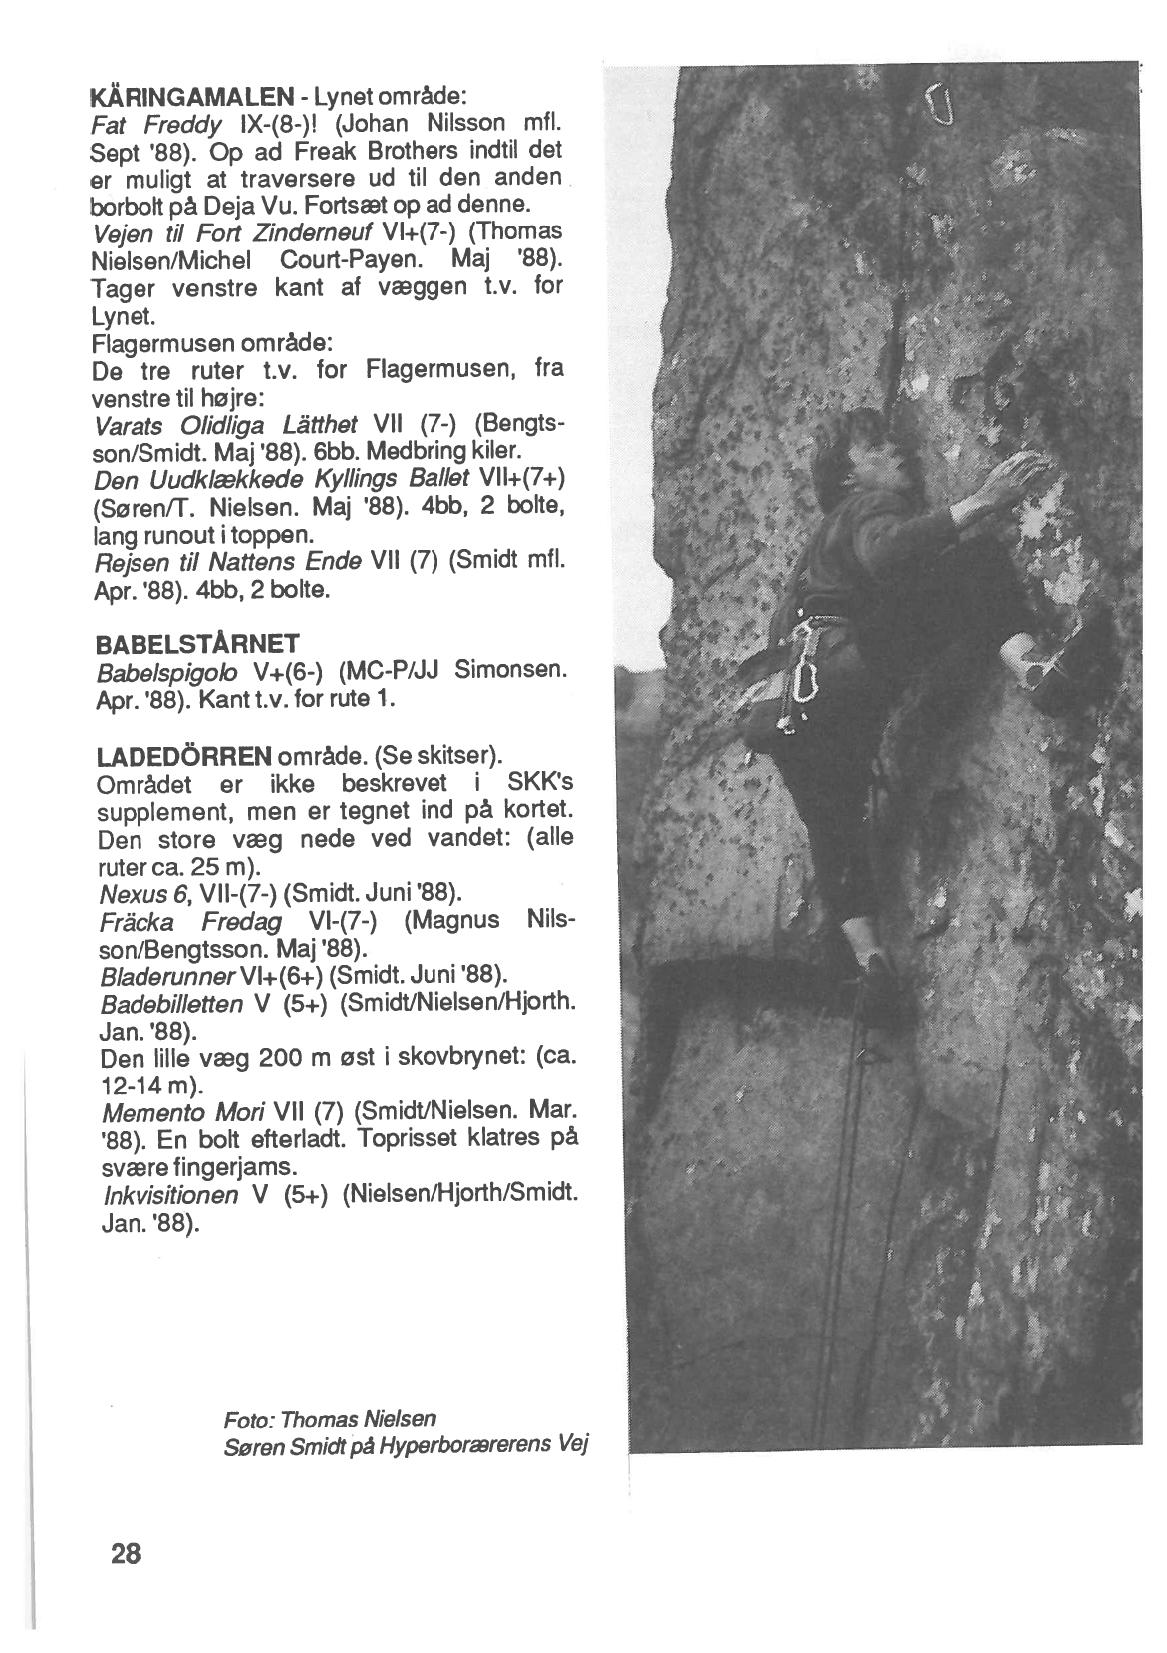 KÄRINGAMALEN - Lynet område:
Fat Freddy IX-(8-)! (Johan Nilsson mfl.
Sept '88). Op ad Freak Brothers indtil det
er muligt at traversere ud til den anden
borbolt på Deja Vu. Fortsæt op ad denne.
Vejen til Fort Zinderneuf VI+(7-) (Thomas
Nielsen/Michel Court-Payen. Maj '88).
Tager venstre kant af væggen t.v. for
Lynet.
Flagermusen område:
De tre ruter t.v. for Flagermusen, fra
venstre til højre:
Varats Olidliga Lätthet VII (7-) (Bengts-
son/Smidt. Maj '88). 6bb. Medbring kiler.
Den Uudklækkede Kyllings Ballet VII+(7+)
(Søren/T. Nielsen. Maj '88). 4bb, 2 bolte,
lang runout i toppen.
Rejsen til Nattens Ende VII (7) (Smidt mfl.
Apr. '88). 4bb, 2 bolte.
BABELSTÅRNET
Babelspigolo V+(6-) (MC-P/JJ Simonsen.
Apr. '88). Kant t.v. for rute 1.
LADEDÖRREN område. (Se skitser).
Området er ikke beskrevet i SKK's
supplement, men er tegnet ind på kortet.
Den store væg nede ved vandet: (alle
ruter ca. 25 m).
Nexus 6, VII-(7-) (Smidt. Juni '88).
Fräcka Fredag VI-(7-) (Magnus Nils-
son/Bengtsson. Maj '88).
Bladerunner VI+(6+) (Smidt. Juni '88).
Badebilletten V (5+) (Smidt/Nielsen/Hjorth.
Jan. '88).
Den lille væg 200 m øst i skovbrynet: (ca.
12-14 m).
Memento Mori VII (7) (Smidt/Nielsen. Mar.
'88). En bolt efterladt. Toprisset klatres på
svære fingerjams.
Inkvisitionen V (5+) (Nielsen/Hjorth/Smidt.
Jan. '88).
Foto: Thomas Nielsen
Søren Smidt på Hyperboræerens Vej
28